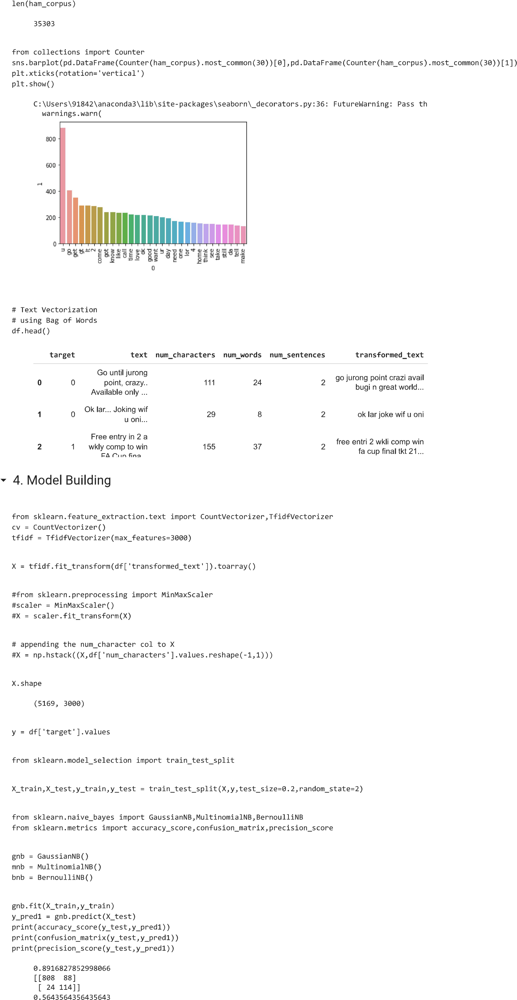 len(ham_corpus)
35303
from collections import Counter
sns.barplot(pd.DataFrame(Counter(ham_corpus).most_common(30))[0],pd.DataFrame(Counter(ham_corpus).most_common(30))[1])
plt.xticks(rotation='vertical')
plt.show()
C:\Users\91842\anaconda3\lib\site-packages\seaborn\_decorators.py:36: FutureWarning: Pass th
warnings.warn(
800
600
400
200
0
1
u go get gt lt 2 come got know like call time love ok good want ur day need one lor 4 home think see take still da tell make
0
# Text Vectorization
# using Bag of Words
df.head()
target text num_characters num_words num_sentences transformed_text
Go until jurong
0 0 point, crazy.. 111 24 2 go jurong point crazi avail
Available only ... bugi n great world...
1 0 Ok lar... Joking wif 29 8 2 ok lar joke wif u oni
u oni...
Free entry in 2 a
2 1 wkly comp to win 155 37 2 free entri 2 wkli comp win
FA Cup fina... fa cup final tkt 21...
4. Model Building
from sklearn.feature_extraction.text import CountVectorizer,TfidfVectorizer
cv = CountVectorizer()
tfidf = TfidfVectorizer(max_features=3000)
X = tfidf.fit_transform(df['transformed_text']).toarray()
#from sklearn.preprocessing import MinMaxScaler
#scaler = MinMaxScaler()
#X = scaler.fit_transform(X)
# appending the num_character col to X
#X = np.hstack((X,df['num_characters'].values.reshape(-1,1)))
X.shape
(5169, 3000)
y = df['target'].values
from sklearn.model_selection import train_test_split
X_train,X_test,y_train,y_test = train_test_split(X,y,test_size=0.2,random_state=2)
from sklearn.naive_bayes import GaussianNB,MultinomialNB,BernoulliNB
from sklearn.metrics import accuracy_score,confusion_matrix,precision_score
gnb = GaussianNB()
mnb = MultinomialNB()
bnb = BernoulliNB()
gnb.fit(X_train,y_train)
y_pred1 = gnb.predict(X_test)
print(accuracy_score(y_test,y_pred1))
print(confusion_matrix(y_test,y_pred1))
print(precision_score(y_test,y_pred1))
0.8916827852998066
[[808 88]
[ 24 114]]
0.5643564356435643